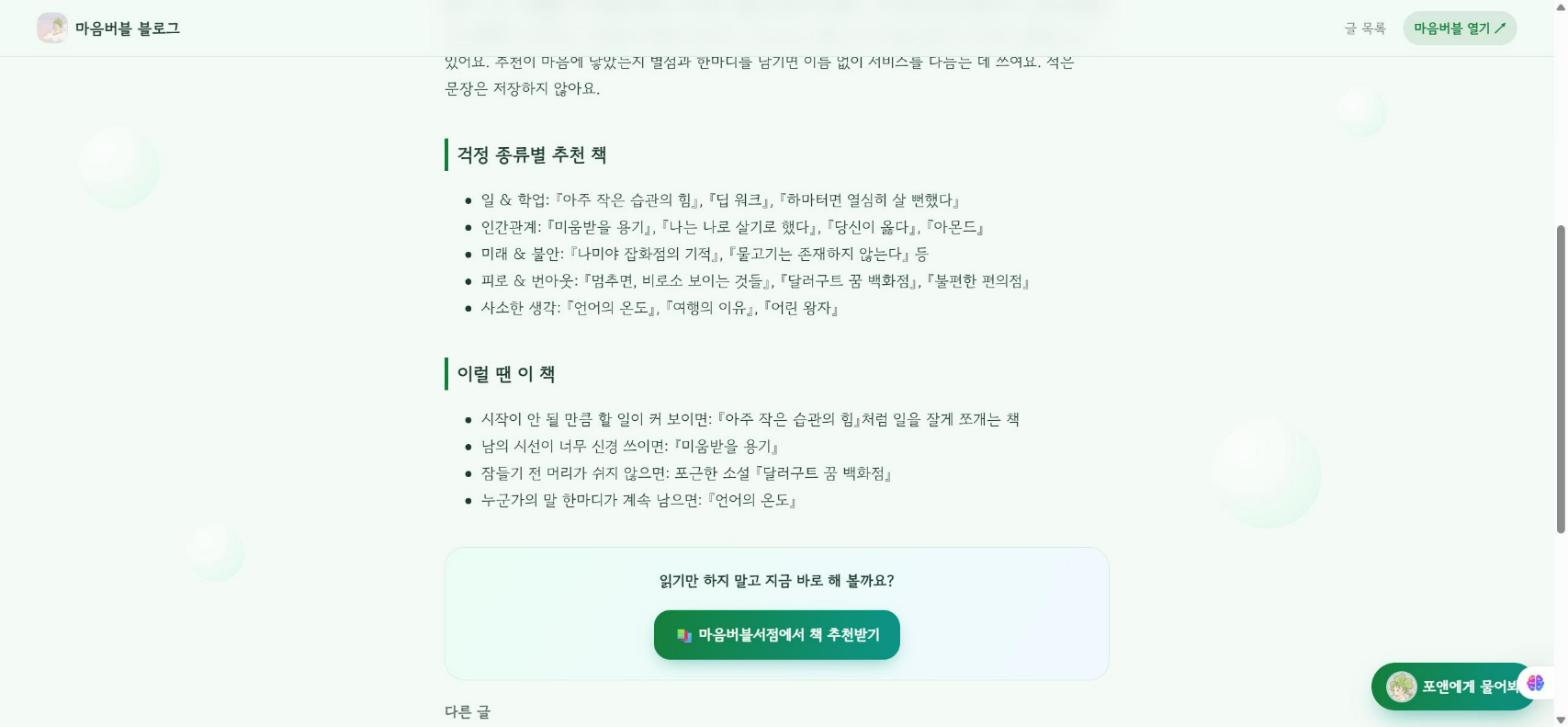 마음버블 블로그
글 목록
마음버블 열기 ↗
있어요. 추천이 마음에 닿았는지 별점과 한마디를 남기면 이름 없이 서비스를 다듬는 데 쓰여요. 적은
문장은 저장하지 않아요.
걱정 종류별 추천 책
• 일 & 학업: 『아주 작은 습관의 힘』, 『딥 워크』, 『하마터면 열심히 살 뻔했다』
• 인간관계: 『미움받을 용기』, 『나는 나로 살기로 했다』, 『당신이 옳다』, 『아몬드』
• 미래 & 불안: 『나미야 잡화점의 기적』, 『물고기는 존재하지 않는다』 등
• 피로 & 번아웃: 『멈추면, 비로소 보이는 것들』, 『달러구트 꿈 백화점』, 『불편한 편의점』
• 사소한 생각: 『언어의 온도』, 『여행의 이유』, 『어린 왕자』
이럴 땐 이 책
• 시작이 안 될 만큼 할 일이 커 보이면: 『아주 작은 습관의 힘』처럼 일을 잘게 쪼개는 책
• 남의 시선이 너무 신경 쓰이면: 『미움받을 용기』
• 잠들기 전 머리가 쉬지 않으면: 포근한 소설 『달러구트 꿈 백화점』
• 누군가의 말 한마디가 계속 남으면: 『언어의 온도』
읽기만 하지 말고 지금 바로 해 볼까요?
마음버블서점에서 책 추천받기
포앤에게 물어봐
다른 글